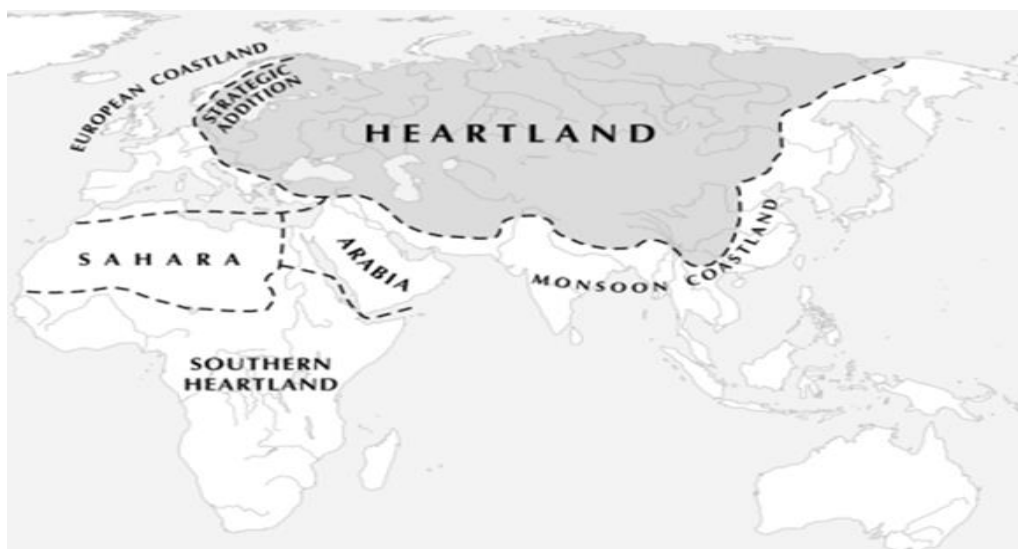 EUROPEAN COASTLAND
STRATEGIC
ADDITION
HEARTLAND
SAHARA
ARABIA
MONSOON COASTLAND
SOUTHERN
HEARTLAND